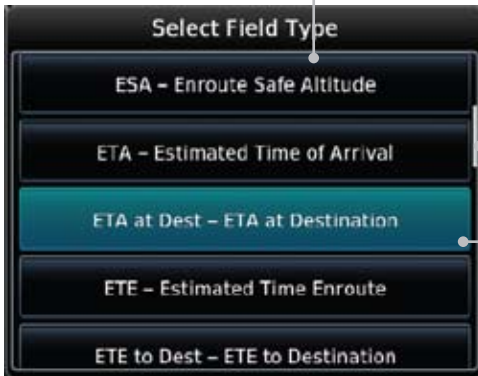 Select Field Type
ESA – Enroute Safe Altitude
ETA – Estimated Time of Arrival
ETA at Dest – ETA at Destination
ETE – Estimated Time Enroute
ETE to Dest – ETE to Destination